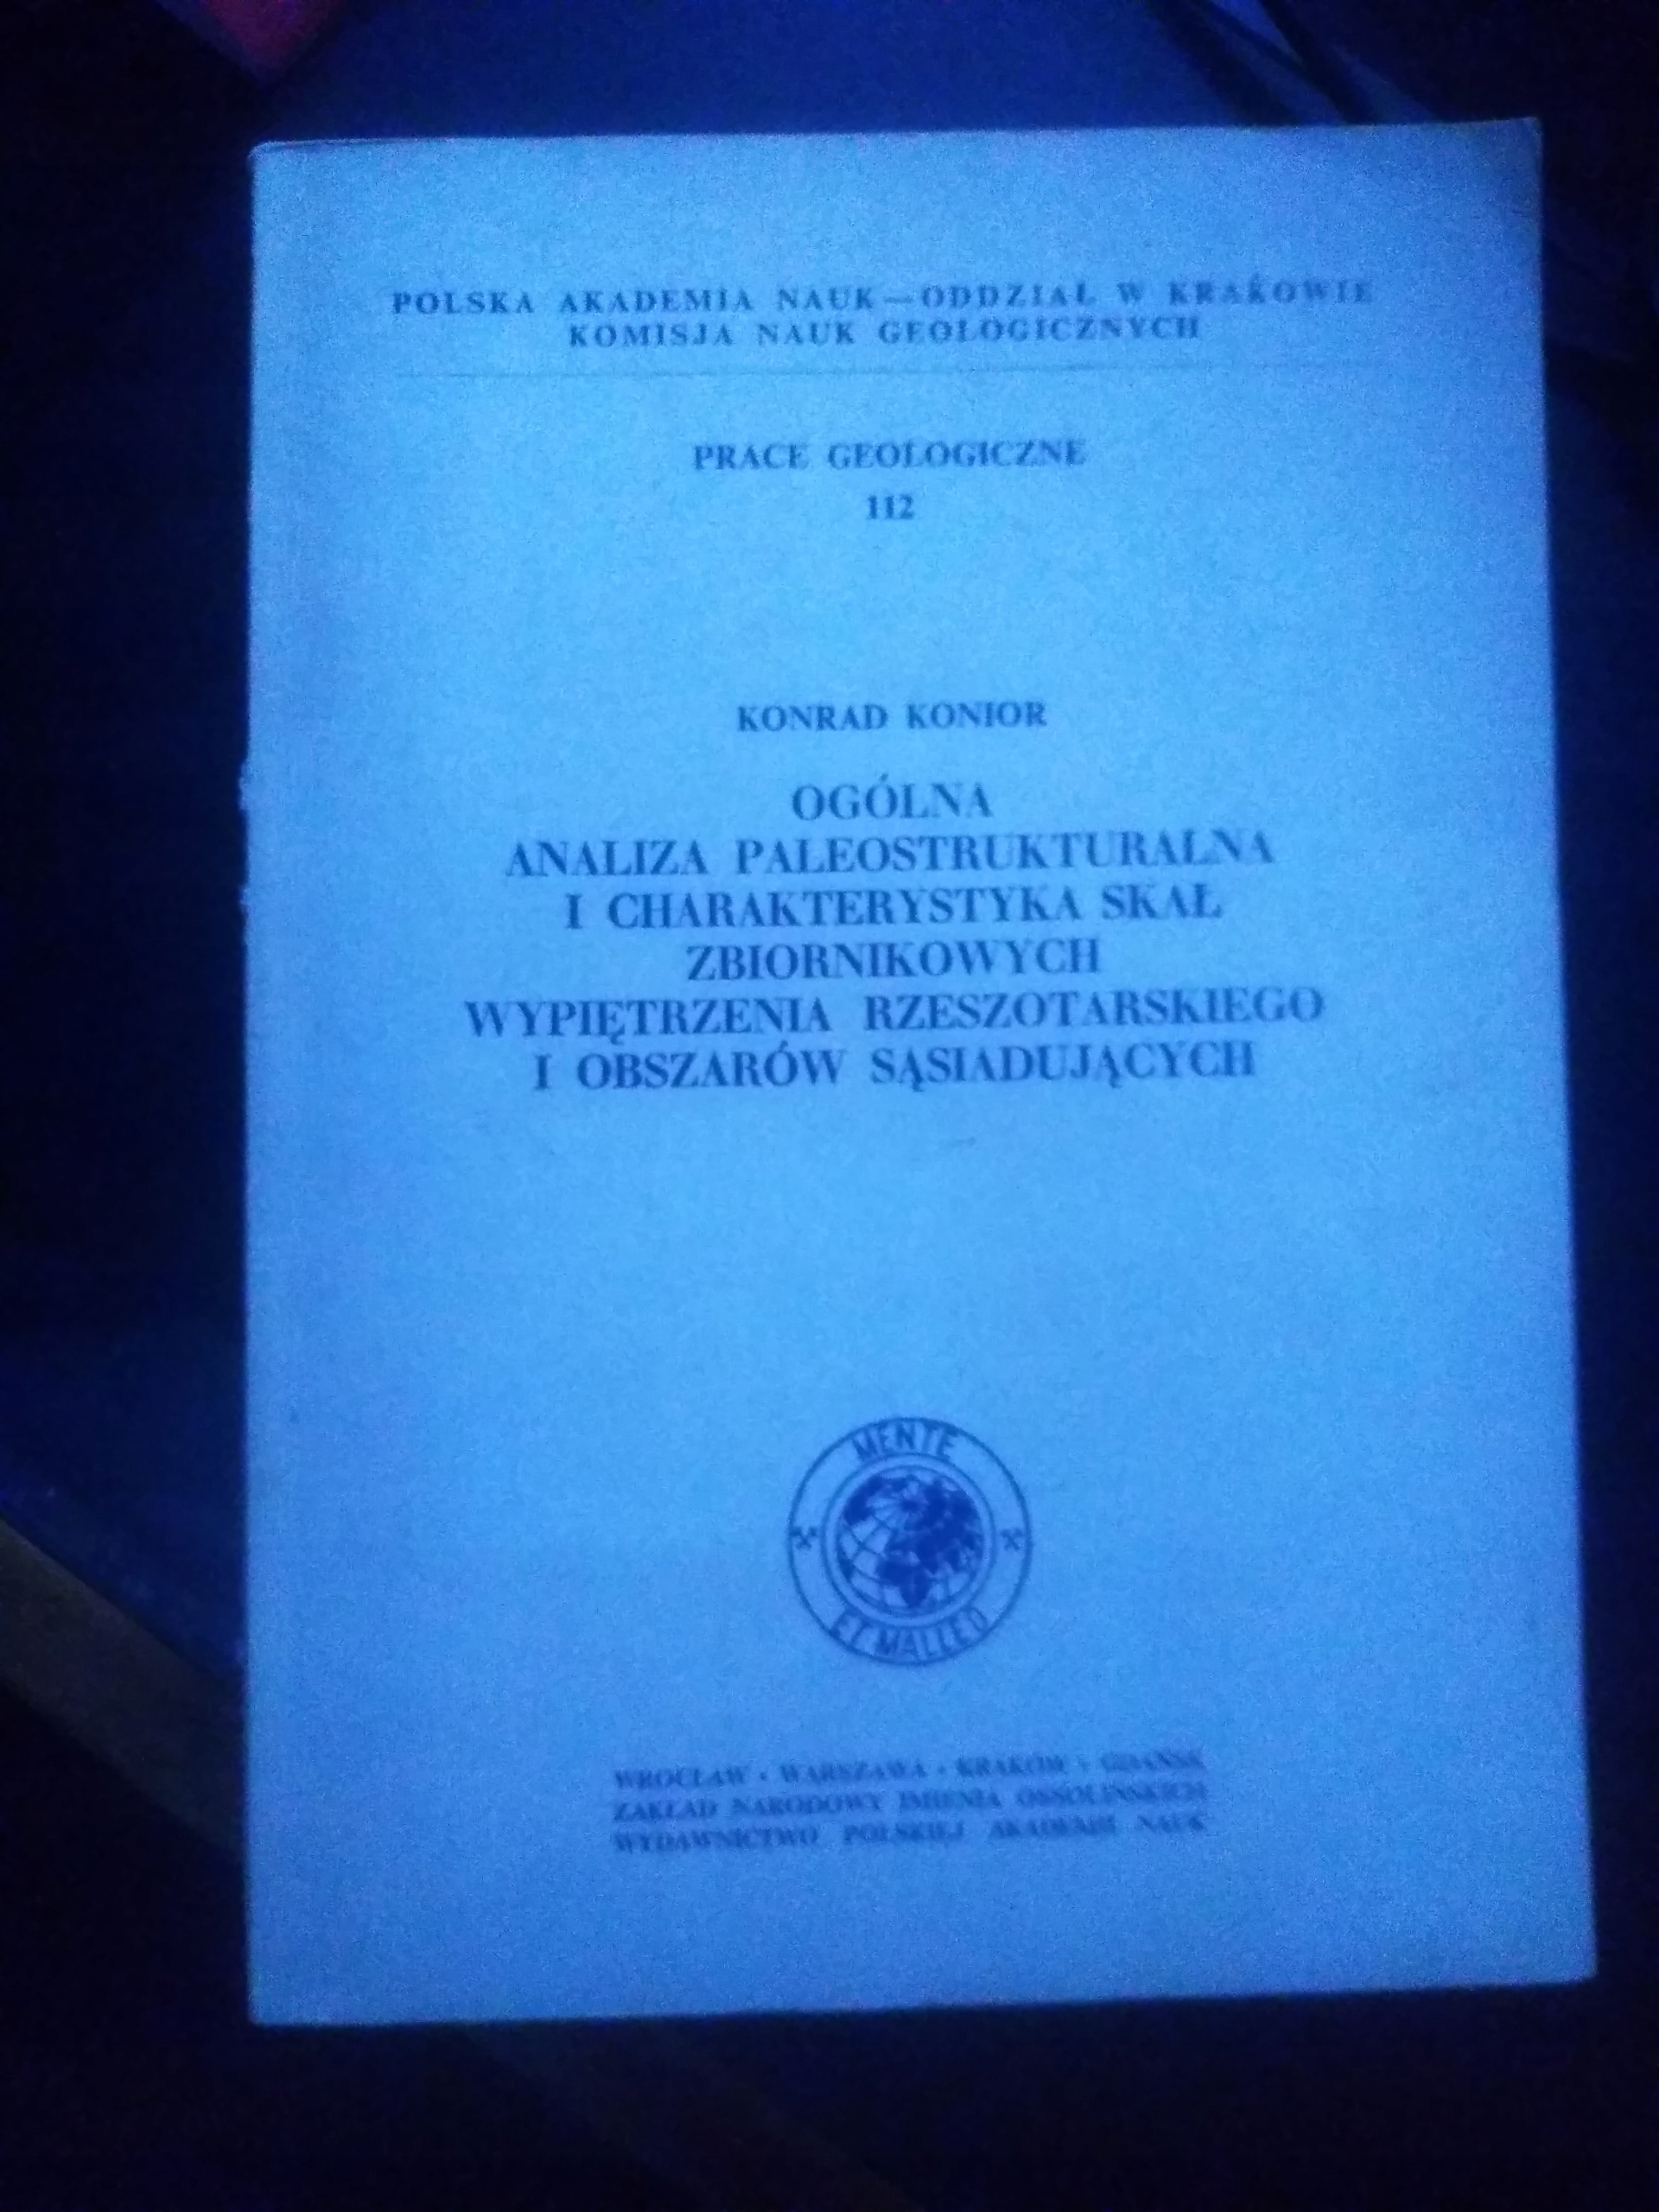 POLSKA AKADEMIA NAUK—ODDZIAŁ W KRAKOWIE
KOMISJA NAUK GEOLOGICZNYCH
PRACE GEOLOGICZNE
112
KONRAD KONIOR
OGÓLNA
ANALIZA PALEOSTRUKTURALNA
I CHARAKTERYSTYKA SKAŁ
ZBIORNIKOWYCH
WYPIĘTRZENIA RZESZOTARSKIEGO
I OBSZARÓW SĄSIADUJĄCYCH
MENTE
ET MALLEO
WROCŁAW · WARSZAWA · KRAKÓW · GDAŃSK
ZAKŁAD NARODOWY IMIENIA OSSOLIŃSKICH
WYDAWNICTWO POLSKIEJ AKADEMII NAUK